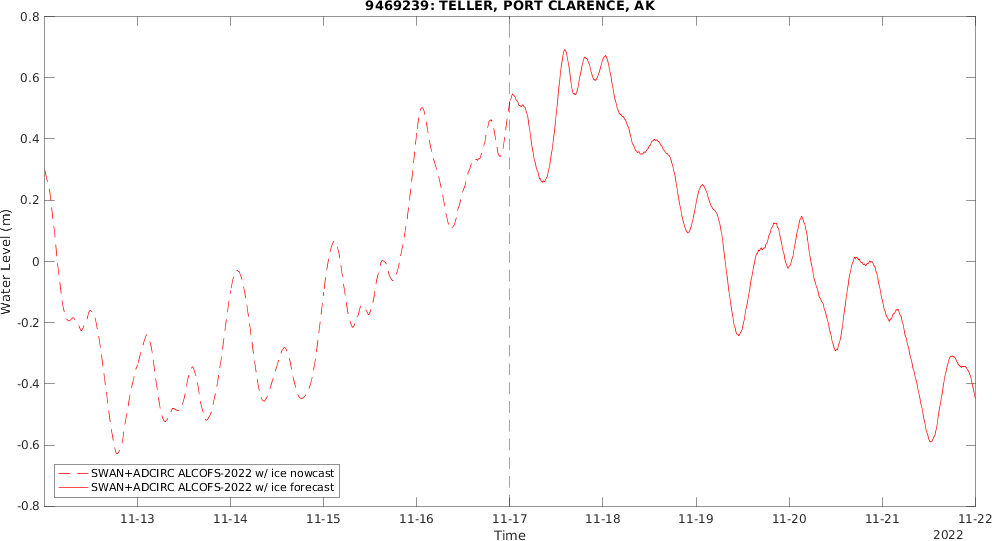 9469239: TELLER, PORT CLARENCE, AK
0.8
0.6
0.4
0.2
0
-0.2
-0.4
-0.6
-0.8
Water Level (m)
SWAN+ADCIRC ALCOFS-2022 w/ ice nowcast
SWAN+ADCIRC ALCOFS-2022 w/ ice forecast
11-13 11-14 11-15 11-16 11-17 11-18 11-19 11-20 11-21 11-22
Time
2022